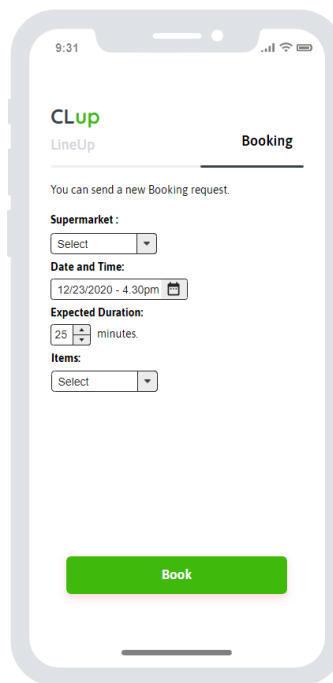 9:31
CLup
LineUp
Booking
You can send a new Booking request.
Supermarket :
Select
Date and Time:
12/23/2020 - 4.30pm
Expected Duration:
25 minutes.
Items:
Select
Book